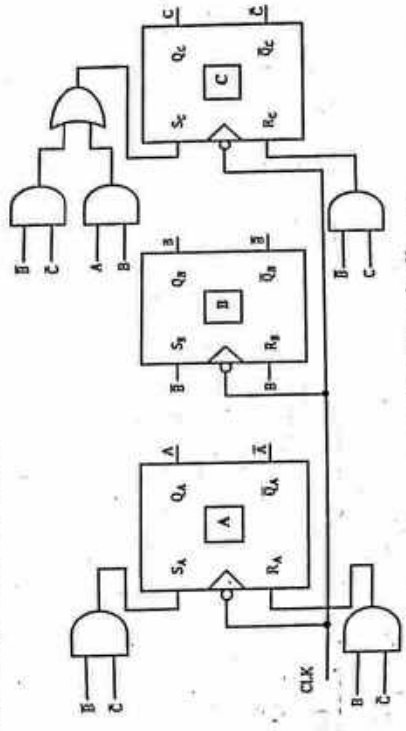 B̅
C̅
S_A
Q_A
A
A
R_A
Q̅_A
A̅
B
C̅
CLK
B̅
S_B
Q_B
B
B
B
R_B
Q̅_B
B̅
B̅
C̅
A
B
S_C
Q_C
C
C
R_C
Q̅_C
C̅
B̅
C